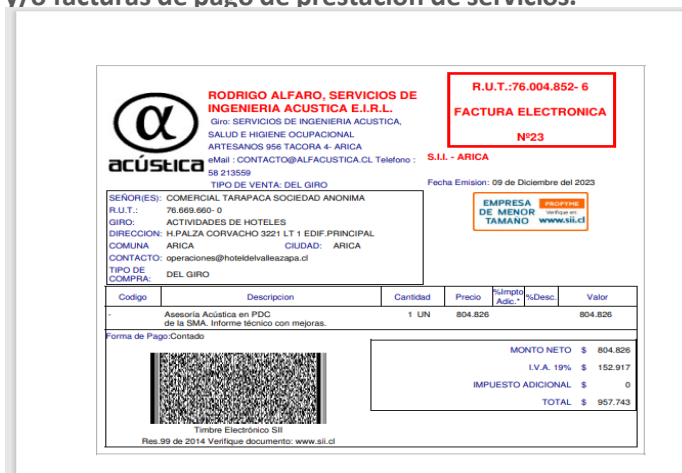 y/o facturas de pago de prestación de servicios.
α
acústica
RODRIGO ALFARO, SERVICIOS DE
INGENIERIA ACUSTICA E.I.R.L.
Giro: SERVICIOS DE INGENIERIA ACUSTICA,
SALUD E HIGIENE OCUPACIONAL
ARTESANOS 956 TACORA 4- ARICA
eMail : CONTACTO@ALFACUSTICA.CL Telefono :
58 213559
TIPO DE VENTA: DEL GIRO
R.U.T.:76.004.852- 6
FACTURA ELECTRONICA
Nº23
S.I.I. - ARICA
Fecha Emision: 09 de Diciembre del 2023
EMPRESA
DE MENOR
TAMAÑO
PROPYME
Verifique en:
www.sii.cl
SEÑOR(ES): COMERCIAL TARAPACA SOCIEDAD ANONIMA
R.U.T.: 76.669.660- 0
GIRO: ACTIVIDADES DE HOTELES
DIRECCION: H.PALZA CORVACHO 3221 LT 1 EDIF.PRINCIPAL
COMUNA ARICA CIUDAD: ARICA
CONTACTO: operaciones@hoteldelvalleazapa.cl
TIPO DE
COMPRA: DEL GIRO
Codigo Descripcion Cantidad Precio %Impto Adic.* %Desc. Valor
- Asesoría Acústica en PDC 1 UN 804.826 804.826
de la SMA. Informe técnico con mejoras.
Forma de Pago:Contado
MONTO NETO $ 804.826
I.V.A. 19% $ 152.917
IMPUESTO ADICIONAL $ 0
TOTAL $ 957.743
Timbre Electrónico SII
Res.99 de 2014 Verifique documento: www.sii.cl